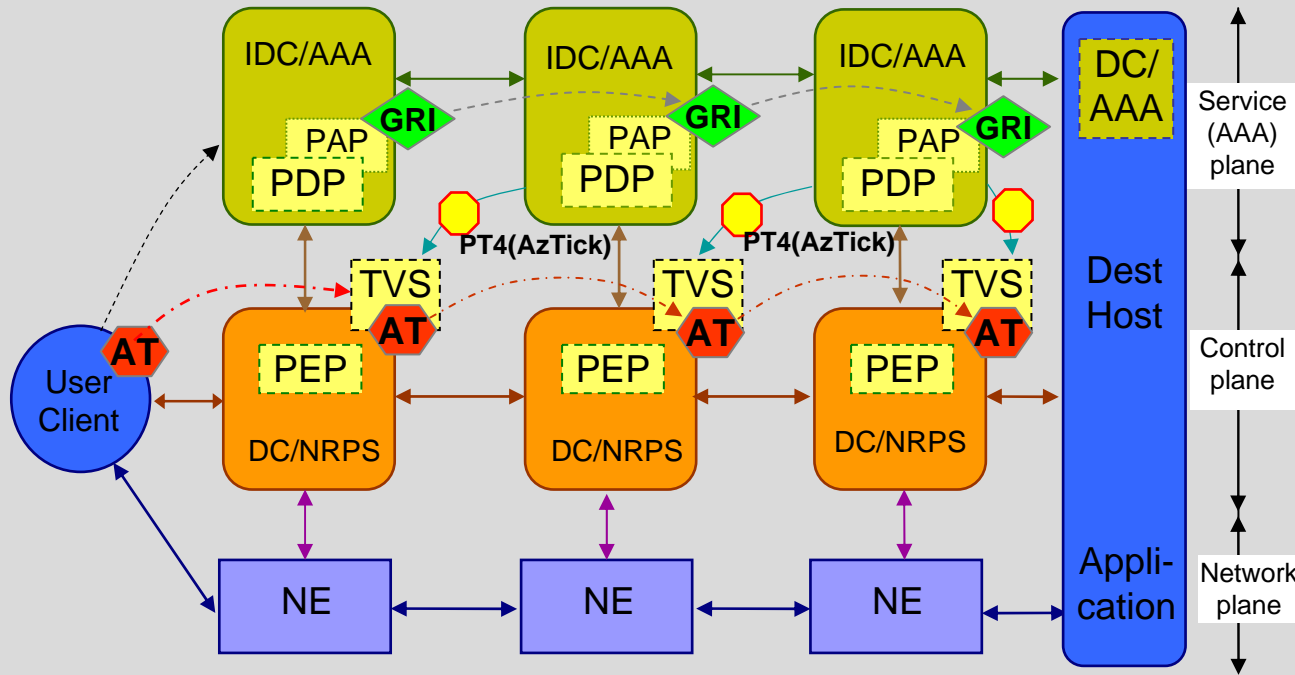 IDC/AAA
IDC/AAA
IDC/AAA
DC/
AAA
Service
(AAA)
plane
GRI
GRI
GRI
PAP
PAP
PAP
PDP
PDP
PDP
PT4(AzTick)
PT4(AzTick)
TVS
TVS
TVS
Dest
Host
AT
AT
AT
AT
User
Client
PEP
PEP
PEP
Control
plane
DC/NRPS
DC/NRPS
DC/NRPS
NE
NE
NE
Appli-
cation
Network
plane